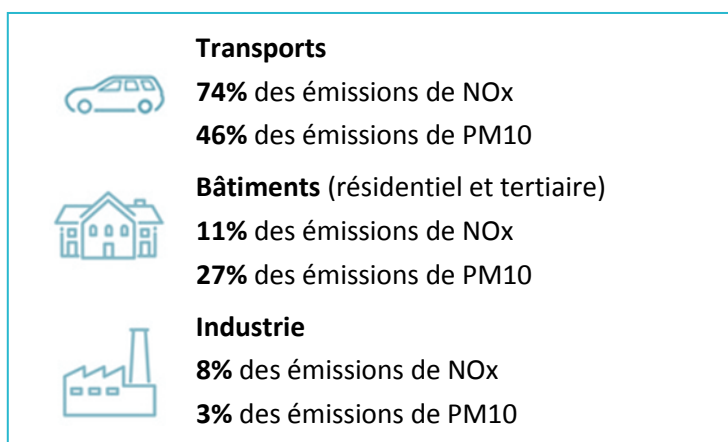 Transports
74% des émissions de NOx
46% des émissions de PM10
Bâtiments (résidentiel et tertiaire)
11% des émissions de NOx
27% des émissions de PM10
Industrie
8% des émissions de NOx
3% des émissions de PM10